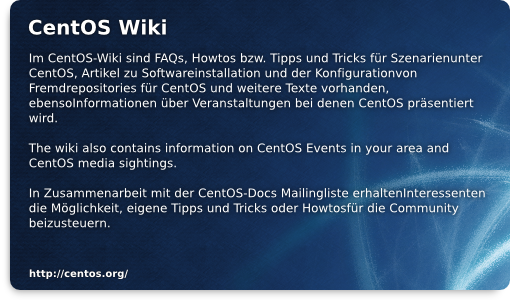 CentOS Wiki
Im CentOS-Wiki sind FAQs, Howtos bzw. Tipps und Tricks für Szenarienunter
CentOS, Artikel zu Softwareinstallation und der Konfigurationvon
Fremdrepositories für CentOS und weitere Texte vorhanden,
ebensoInformationen über Veranstaltungen bei denen CentOS präsentiert
wird.
The wiki also contains information on CentOS Events in your area and
CentOS media sightings.
In Zusammenarbeit mit der CentOS-Docs Mailingliste erhaltenInteressenten
die Möglichkeit, eigene Tipps und Tricks oder Howtosfür die Community
beizusteuern.
http://centos.org/